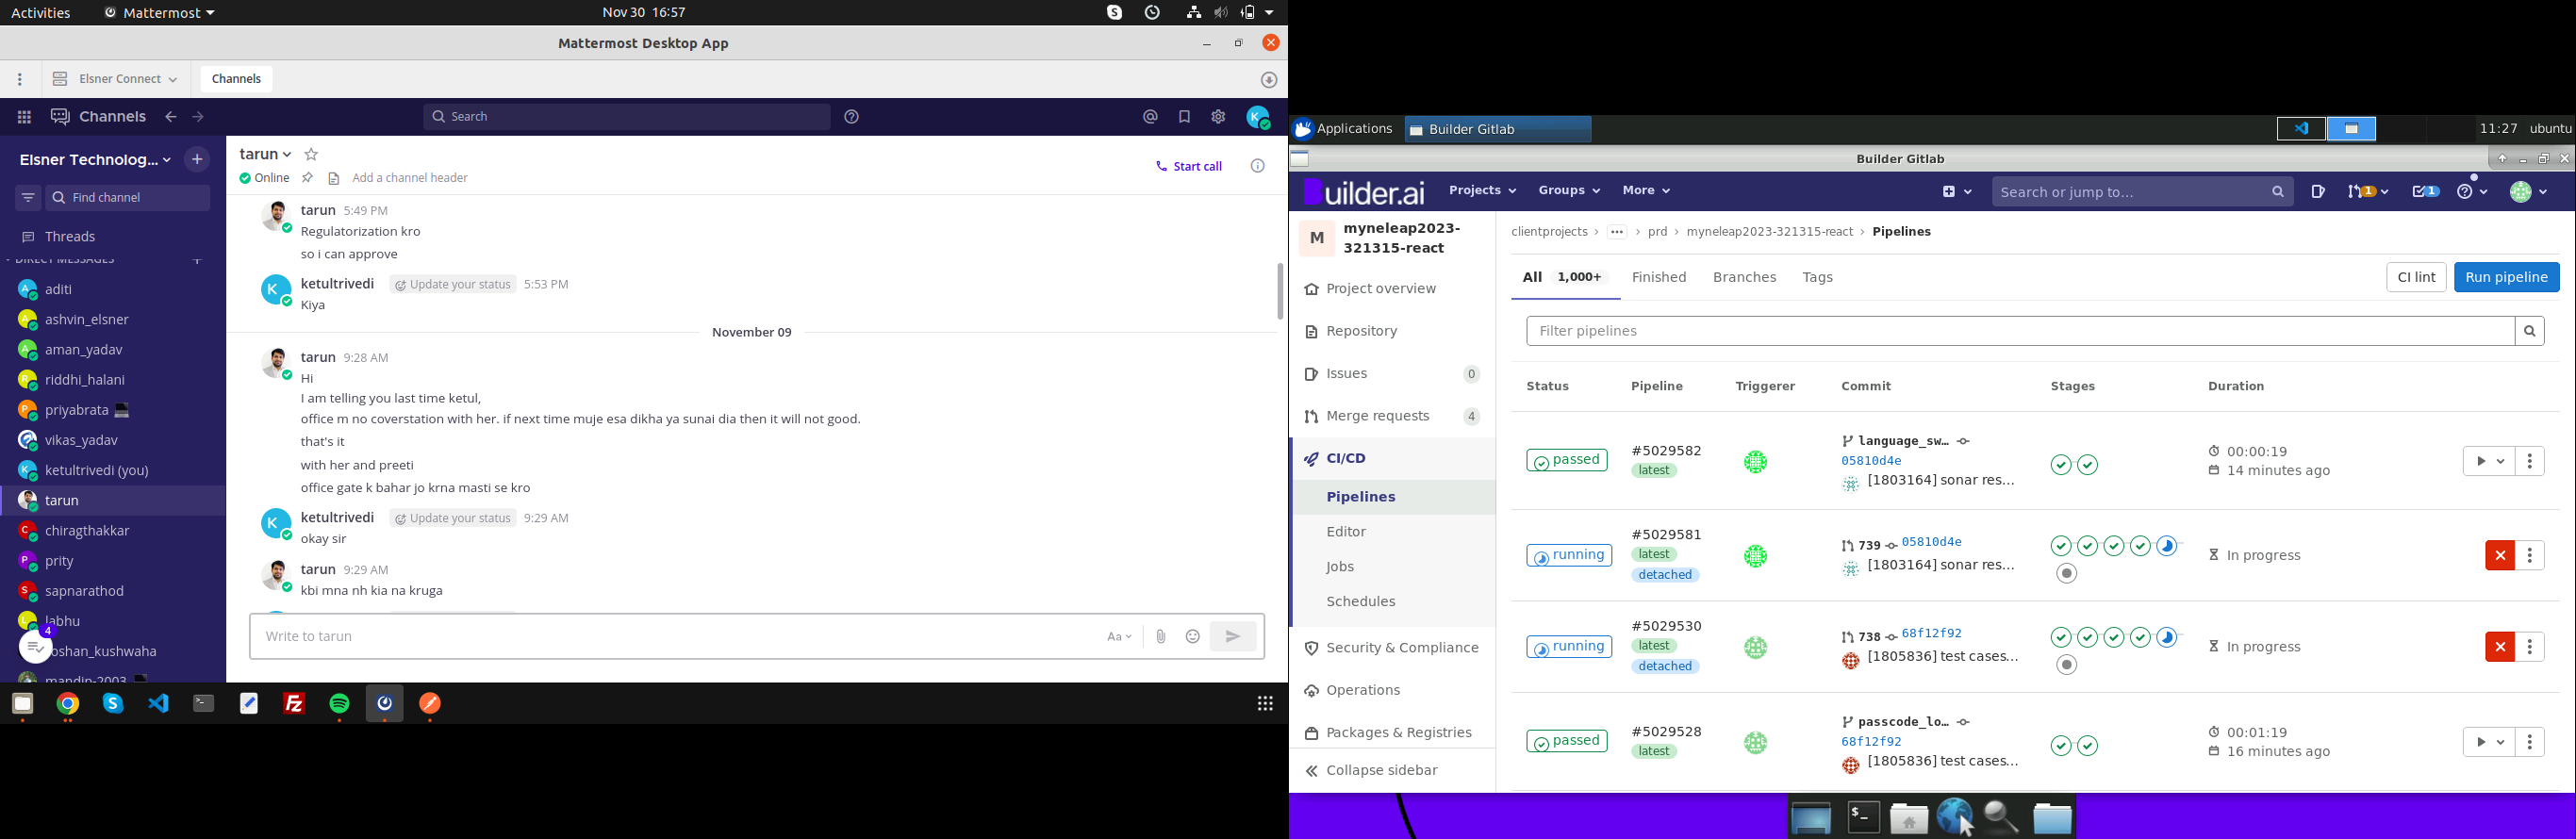 Activities
Mattermost
Nov 30 16:57
Mattermost Desktop App
Elsner Connect
Channels
Channels
Search
Elsner Technolog...
Find channel
Threads
DIRECT MESSAGES
aditi
ashvin_elsner
aman_yadav
riddhi_halani
priyabrata
vikas_yadav
ketultrivedi (you)
tarun
chiragthakkar
prity
sapnarathod
labhu
4
oshan_kushwaha
mandip-2003
tarun
Online
Add a channel header
Start call
tarun 5:49 PM
Regulatorization kro
so i can approve
ketultrivedi Update your status 5:53 PM
Kiya
November 09
tarun 9:28 AM
Hi
I am telling you last time ketul,
office m no coverstation with her. if next time muje esa dikha ya sunai dia then it will not good.
that's it
with her and preeti
office gate k bahar jo krna masti se kro
ketultrivedi Update your status 9:29 AM
okay sir
tarun 9:29 AM
kbi mna nh kia na kruga
Write to tarun
Aa
Applications
Builder Gitlab
11:27 ubuntu
Builder Gitlab
Builder.ai
Projects
Groups
More
Search or jump to...
1
1
M
myneleap2023-
321315-react
Project overview
Repository
Issues 0
Merge requests 4
CI/CD
Pipelines
Editor
Jobs
Schedules
Security & Compliance
Operations
Packages & Registries
Collapse sidebar
clientprojects > ... > prd > myneleap2023-321315-react > Pipelines
All 1,000+ Finished Branches Tags
CI lint
Run pipeline
Filter pipelines
Status Pipeline Triggerer Commit Stages Duration
passed
#5029582
latest
language_sw...
05810d4e
[1803164] sonar res...
00:00:19
14 minutes ago
running
#5029581
latest
detached
739 05810d4e
[1803164] sonar res...
In progress
running
#5029530
latest
detached
738 68f12f92
[1805836] test cases...
In progress
passed
#5029528
latest
passcode_lo...
68f12f92
[1805836] test cases...
00:01:19
16 minutes ago